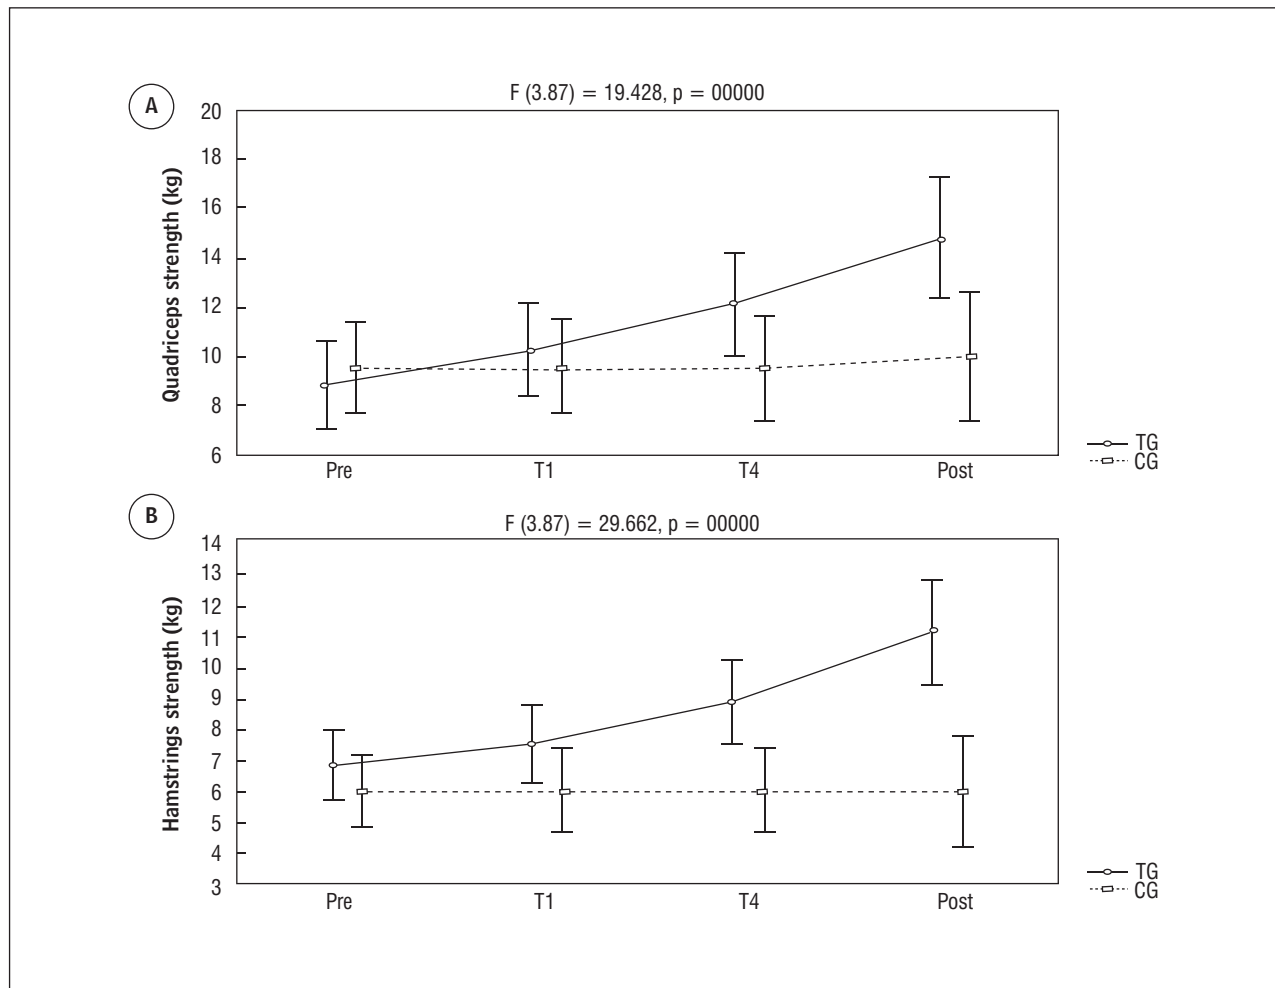 A
F (3.87) = 19.428, p = 00000
Quadriceps strength (kg)
20
18
16
14
12
10
8
6
Pre T1 T4 Post
TG
CG
B
F (3.87) = 29.662, p = 00000
Hamstrings strength (kg)
14
13
12
11
10
9
8
7
6
5
4
3
Pre T1 T4 Post
TG
CG